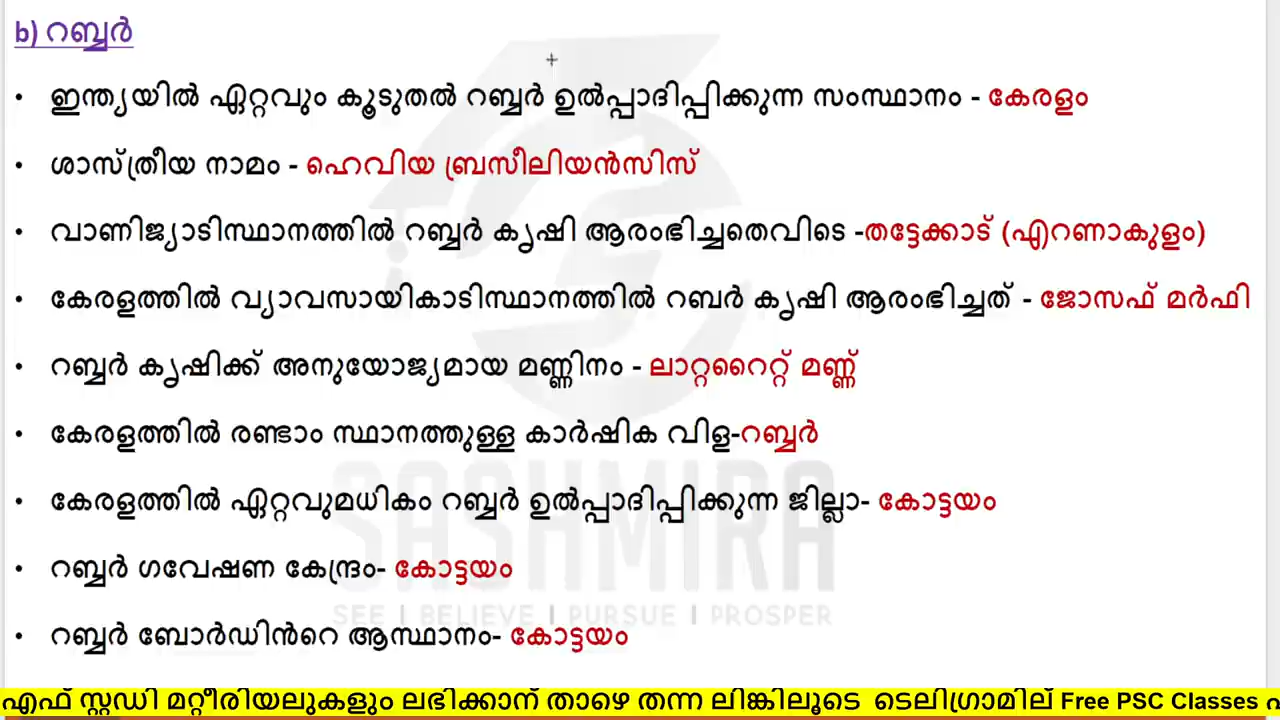 b) റബ്ബർ
• ഇന്ത്യയിൽ ഏറ്റവും കൂടുതൽ റബ്ബർ ഉൽപ്പാദിപ്പിക്കുന്ന സംസ്ഥാനം - കേരളം
• ശാസ്ത്രീയ നാമം - ഹെവിയ ബ്രസീലിയൻസിസ്
• വാണിജ്യാടിസ്ഥാനത്തിൽ റബ്ബർ കൃഷി ആരംഭിച്ചതെവിടെ -തട്ടേക്കാട് (എറണാകുളം)
• കേരളത്തിൽ വ്യാവസായികാടിസ്ഥാനത്തിൽ റബർ കൃഷി ആരംഭിച്ചത് - ജോസഫ് മർഫി
• റബ്ബർ കൃഷിക്ക് അനുയോജ്യമായ മണ്ണിനം - ലാറ്ററൈറ്റ് മണ്ണ്
• കേരളത്തിൽ രണ്ടാം സ്ഥാനത്തുള്ള കാർഷിക വിള-റബ്ബർ
• കേരളത്തിൽ ഏറ്റവുമധികം റബ്ബർ ഉൽപ്പാദിപ്പിക്കുന്ന ജില്ലാ- കോട്ടയം
• റബ്ബർ ഗവേഷണ കേന്ദ്രം- കോട്ടയം
• റബ്ബർ ബോർഡിൻറെ ആസ്ഥാനം- കോട്ടയം
SASHMIRA
SEE | BELIEVE | PURSUE | PROSPER
എഫ് സ്റ്റഡി മറ്റീരിയലുകളും ലഭിക്കാന് താഴെ തന്ന ലിങ്കിലൂടെ ടെലിഗ്രാമില് Free PSC Classes